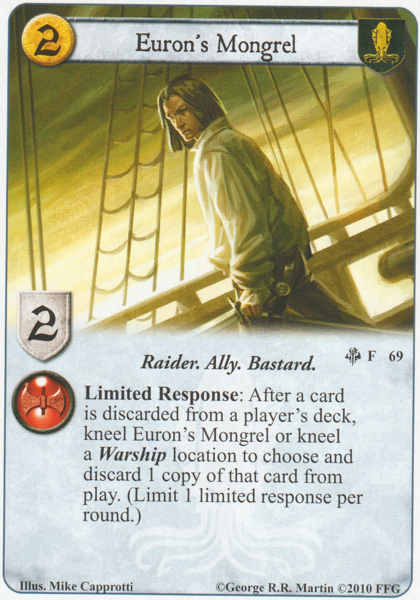 2
Euron's Mongrel
2
Raider. Ally. Bastard.
F 69
Limited Response: After a card
is discarded from a player's deck,
kneel Euron's Mongrel or kneel
a Warship location to choose and
discard 1 copy of that card from
play. (Limit 1 limited response per
round.)
Illus. Mike Capprotti
©George R.R. Martin ©2010 FFG